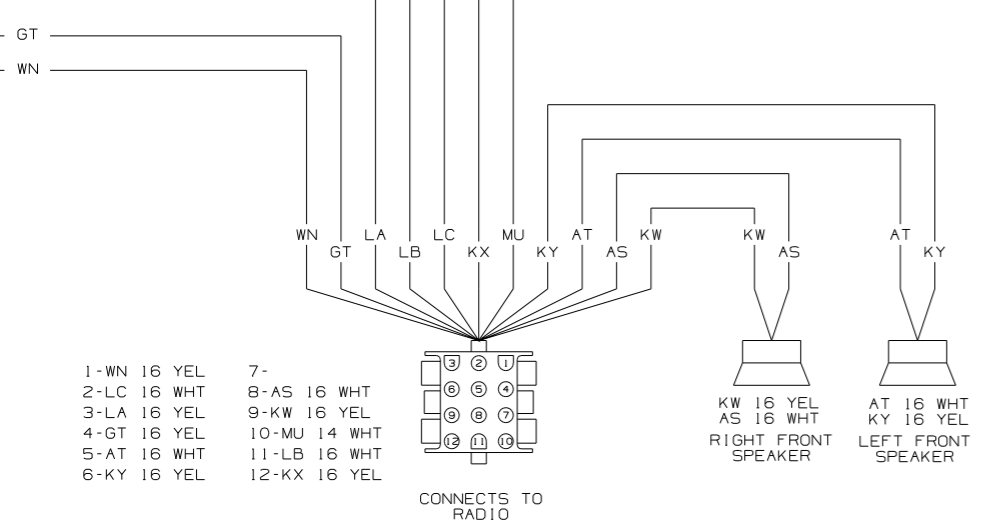 GT
WN
WN LA LC MU AT KW KW AT
GT LB KX KY AS AS KY
3 2 1
6 5 4
9 8 7
12 11 10
1-WN 16 YEL 7-
2-LC 16 WHT 8-AS 16 WHT
3-LA 16 YEL 9-KW 16 YEL
4-GT 16 YEL 10-MU 14 WHT
5-AT 16 WHT 11-LB 16 WHT
6-KY 16 YEL 12-KX 16 YEL
CONNECTS TO
RADIO
KW 16 YEL
AS 16 WHT
RIGHT FRONT
SPEAKER
AT 16 WHT
KY 16 YEL
LEFT FRONT
SPEAKER